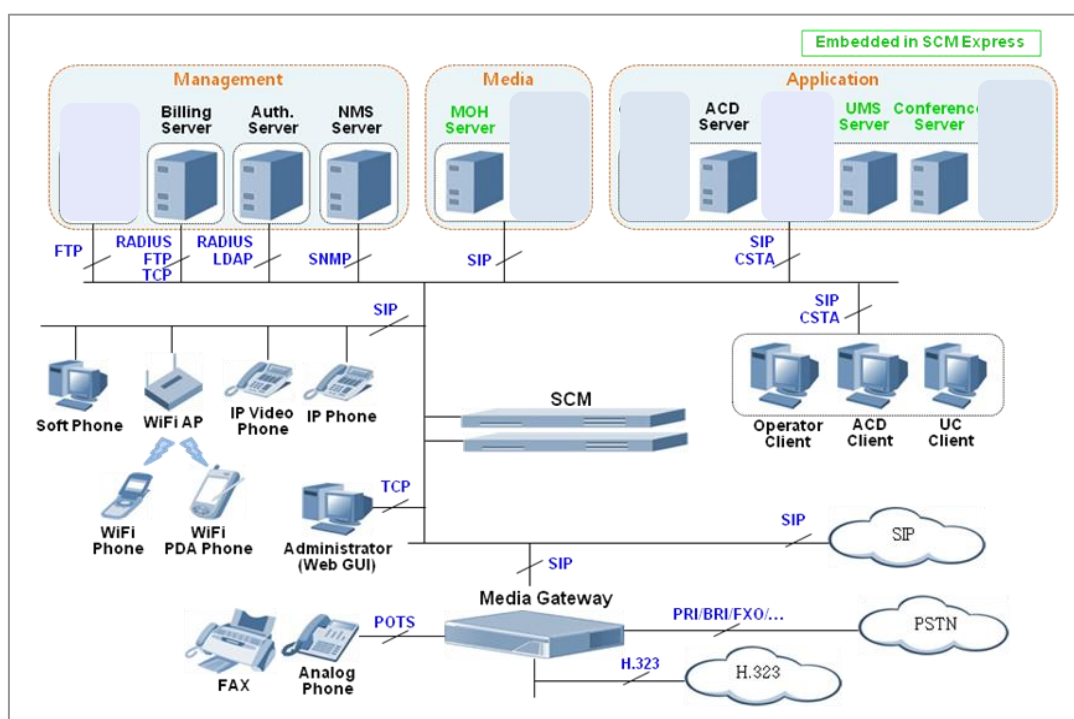 Embedded in SCM Express
Management
Media
Application
Billing
Server
Auth.
Server
NMS
Server
MOH
Server
ACD
Server
UMS
Server
Conference
Server
FTP
RADIUS
FTP
TCP
RADIUS
LDAP
SNMP
SIP
SIP
CSTA
SIP
SIP
CSTA
Soft Phone
WiFi AP
IP Video
Phone
IP Phone
SCM
Operator
Client
ACD
Client
UC
Client
WiFi
Phone
WiFi
PDA Phone
TCP
Administrator
(Web GUI)
SIP
SIP
SIP
Media Gateway
POTS
PRI/BRI/FXO/...
PSTN
FAX
Analog
Phone
H.323
H.323